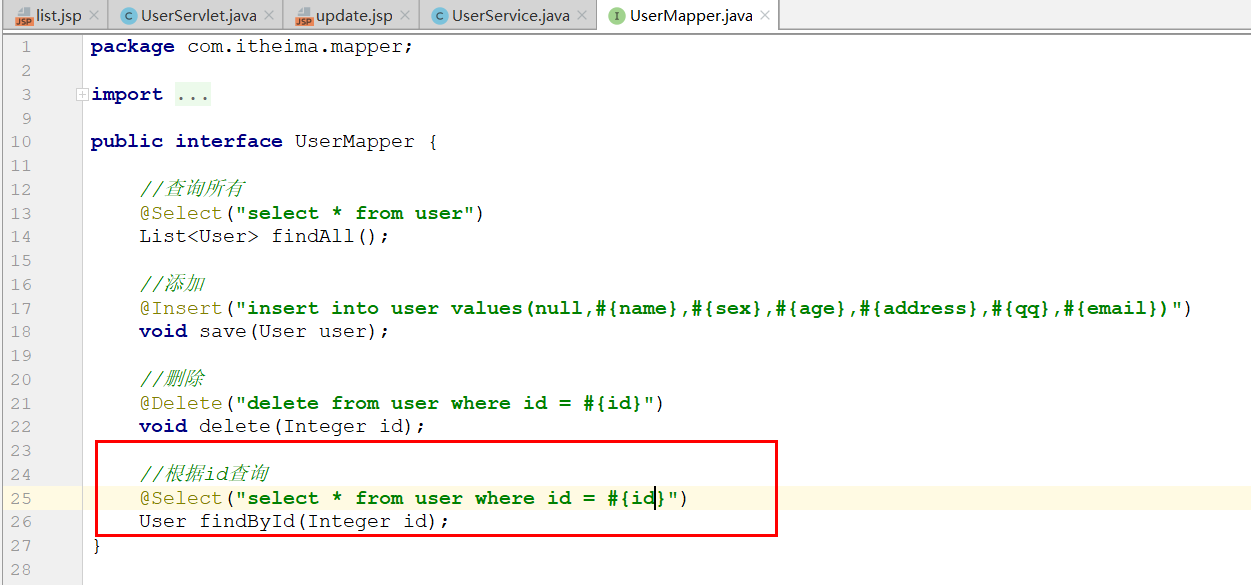 list.jsp UserServlet.java update.jsp UserService.java UserMapper.java
1 package com.itheima.mapper;
2
3 import ...
9
10 public interface UserMapper {
11
12 //查询所有
13 @Select("select * from user")
14 List<User> findAll();
15
16 //添加
17 @Insert("insert into user values(null,#{name},#{sex},#{age},#{address},#{qq},#{email})")
18 void save(User user);
19
20 //删除
21 @Delete("delete from user where id = #{id}")
22 void delete(Integer id);
23
24 //根据id查询
25 @Select("select * from user where id = #{id}")
26 User findById(Integer id);
27 }
28